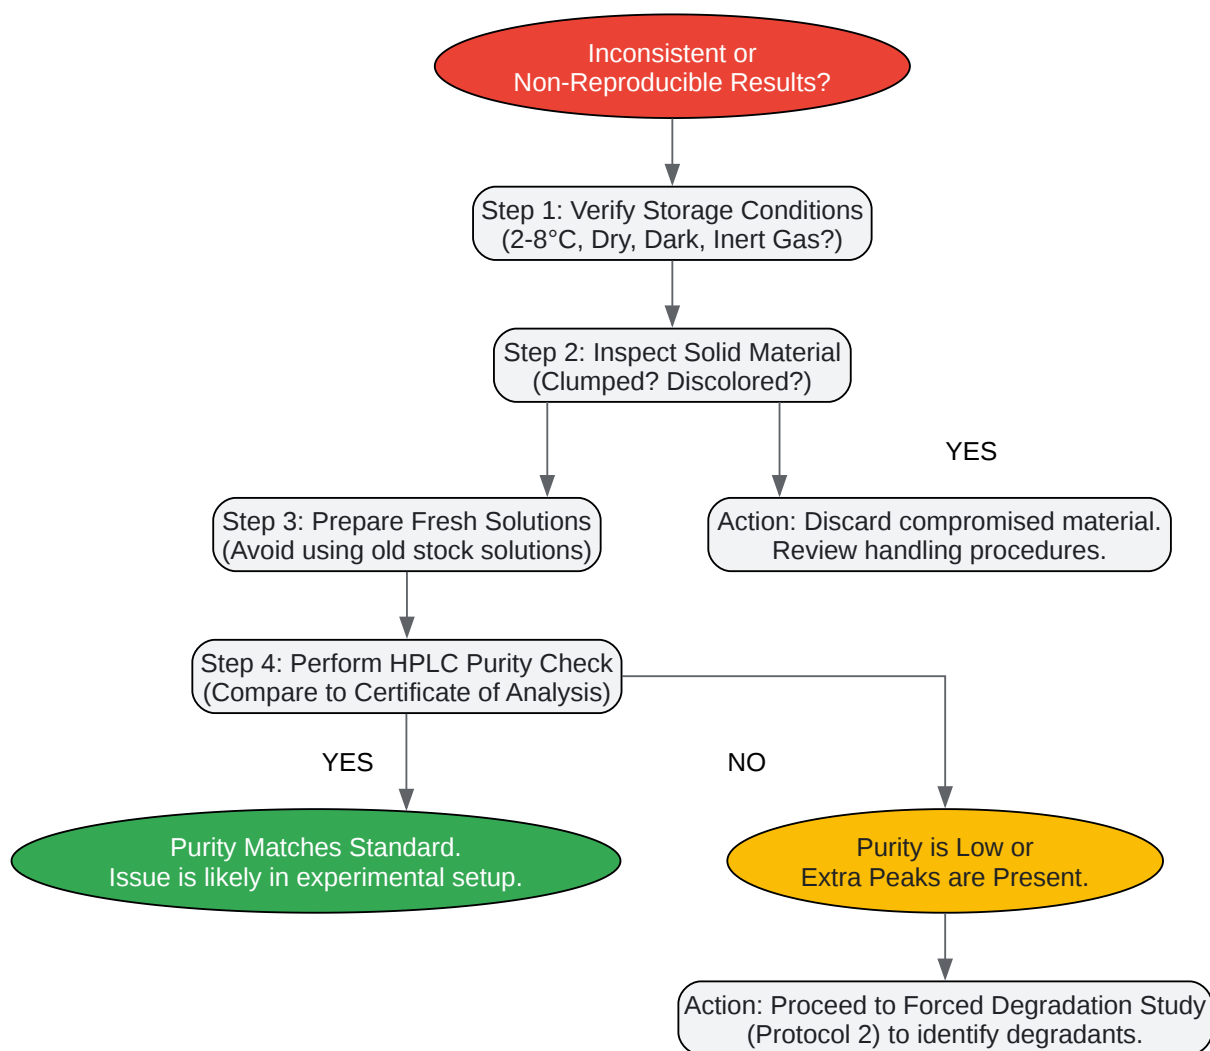 Inconsistent or
Non-Reproducible Results?
Step 1: Verify Storage Conditions
(2-8°C, Dry, Dark, Inert Gas?)
Step 2: Inspect Solid Material
(Clumped? Discolored?)
YES
Step 3: Prepare Fresh Solutions
(Avoid using old stock solutions)
Action: Discard compromised material.
Review handling procedures.
Step 4: Perform HPLC Purity Check
(Compare to Certificate of Analysis)
YES
NO
Purity Matches Standard.
Issue is likely in experimental setup.
Purity is Low or
Extra Peaks are Present.
Action: Proceed to Forced Degradation Study
(Protocol 2) to identify degradants.